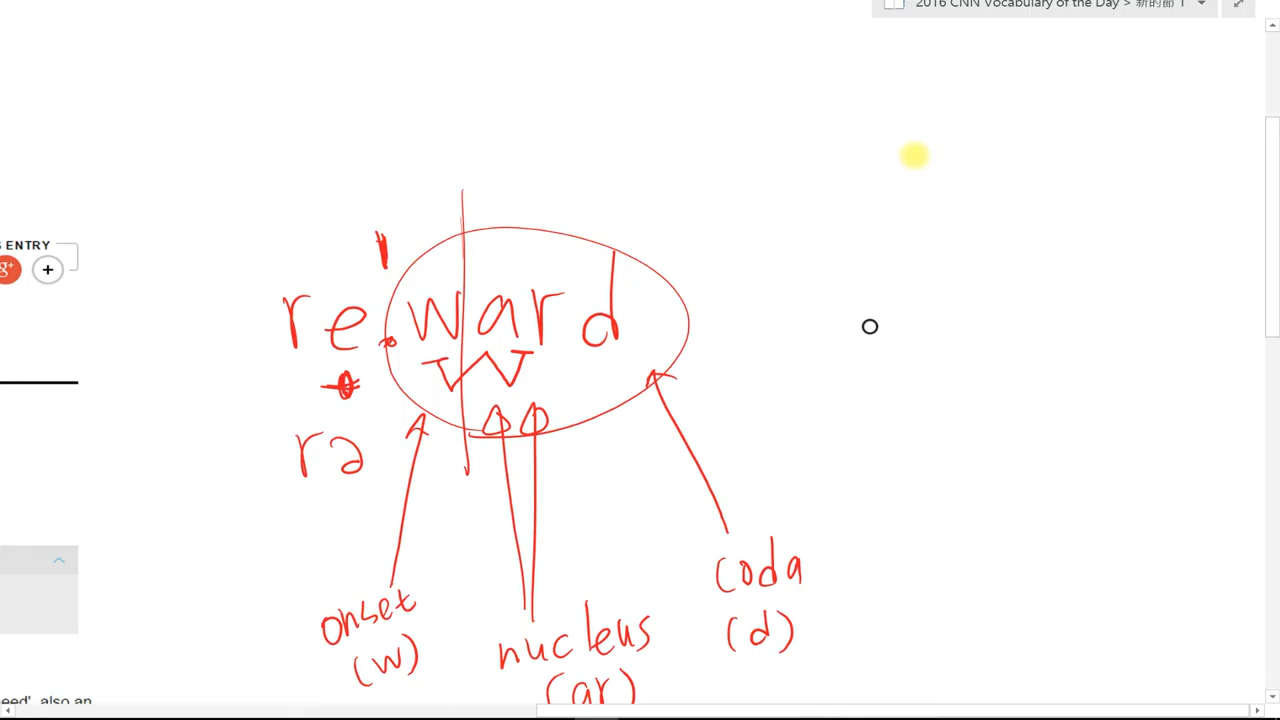 2016 CNN Vocabulary of the Day > 新的節 1
S ENTRY
g+
+
re.ward
W
rə
onset
(w)
nucleus
(ar)
coda
(d)
eed', also an